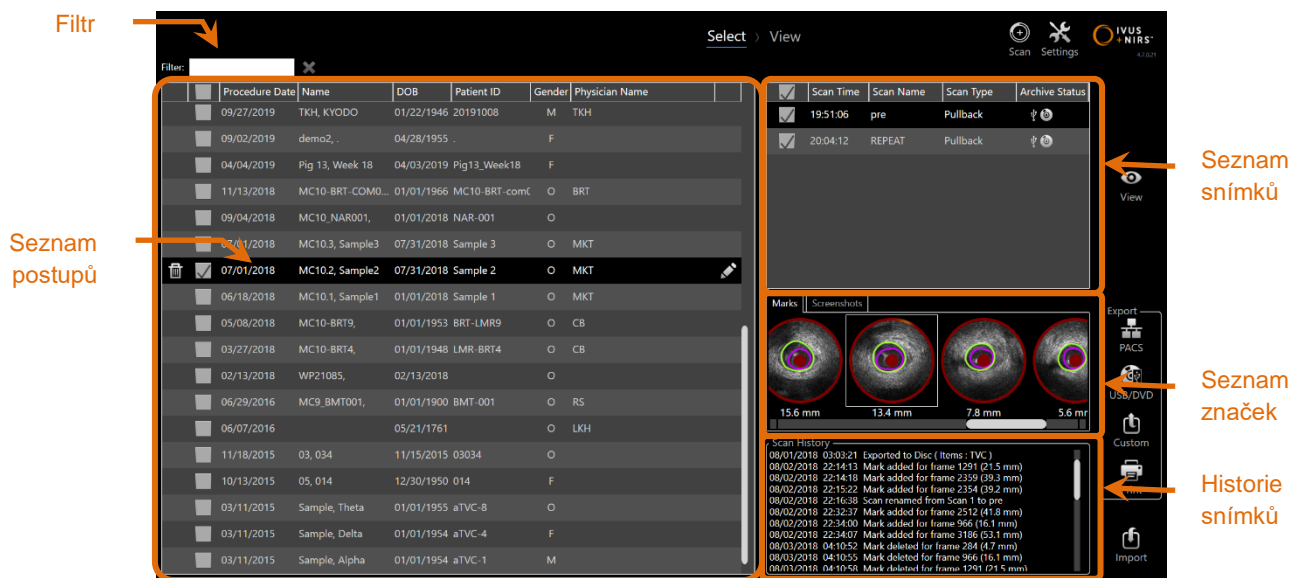 Filtr
Select > View
Scan
Settings
IVUS
+NIRS
4.7.0.21
Filter:
Procedure Date Name DOB Patient ID Gender Physician Name
09/27/2019 TKH, KYODO 01/22/1946 20191008 M TKH
09/02/2019 demo2, . 04/28/1955 . F
04/04/2019 Pig 13, Week 18 04/03/2019 Pig13_Week18 F
11/13/2018 MC10-BRT-COM0... 01/01/1966 MC10-BRT-com0 O BRT
09/04/2018 MC10_NAR001, 01/01/2018 NAR-001 O
07/01/2018 MC10.3, Sample3 07/31/2018 Sample 3 O MKT
07/01/2018 MC10.2, Sample2 07/31/2018 Sample 2 O MKT
06/18/2018 MC10.1, Sample1 01/01/2018 Sample 1 O MKT
05/08/2018 MC10-BRT9, 01/01/1953 BRT-LMR9 O CB
03/27/2018 MC10-BRT4, 01/01/1948 LMR-BRT4 O CB
02/13/2018 WP21085, 02/13/2018 O
06/29/2016 MC9_BMT001, 01/01/1900 BMT-001 O RS
06/07/2016 05/21/1761 O LKH
11/18/2015 03, 034 11/15/2015 03034 O
10/13/2015 05, 014 12/30/1950 014 F
03/11/2015 Sample, Theta 01/01/1955 aTVC-8 O
03/11/2015 Sample, Delta 01/01/1954 aTVC-4 F
03/11/2015 Sample, Alpha 01/01/1954 aTVC-1 M
Seznam
postupů
Scan Time Scan Name Scan Type Archive Status
19:51:06 pre Pullback
20:04:12 REPEAT Pullback
Seznam
snímků
View
Marks Screenshots
15.6 mm 13.4 mm 7.8 mm 5.6 mr
Seznam
značek
Export
PACS
USB/DVD
Custom
Import
Scan History
08/01/2018 03:03:21 Exported to Disc ( Items : TVC )
08/02/2018 22:14:13 Mark added for frame 1291 (21.5 mm)
08/02/2018 22:14:18 Mark added for frame 2359 (39.3 mm)
08/02/2018 22:15:22 Mark added for frame 2354 (39.2 mm)
08/02/2018 22:16:38 Scan renamed from Scan 1 to pre
08/02/2018 22:32:37 Mark added for frame 2512 (41.8 mm)
08/02/2018 22:34:00 Mark added for frame 966 (16.1 mm)
08/02/2018 22:34:07 Mark added for frame 3186 (53.1 mm)
08/03/2018 04:10:52 Mark deleted for frame 284 (4.7 mm)
08/03/2018 04:10:55 Mark deleted for frame 966 (16.1 mm)
08/03/2018 04:10:58 Mark deleted for frame 1291 (21.5 mm)
Historie
snímků